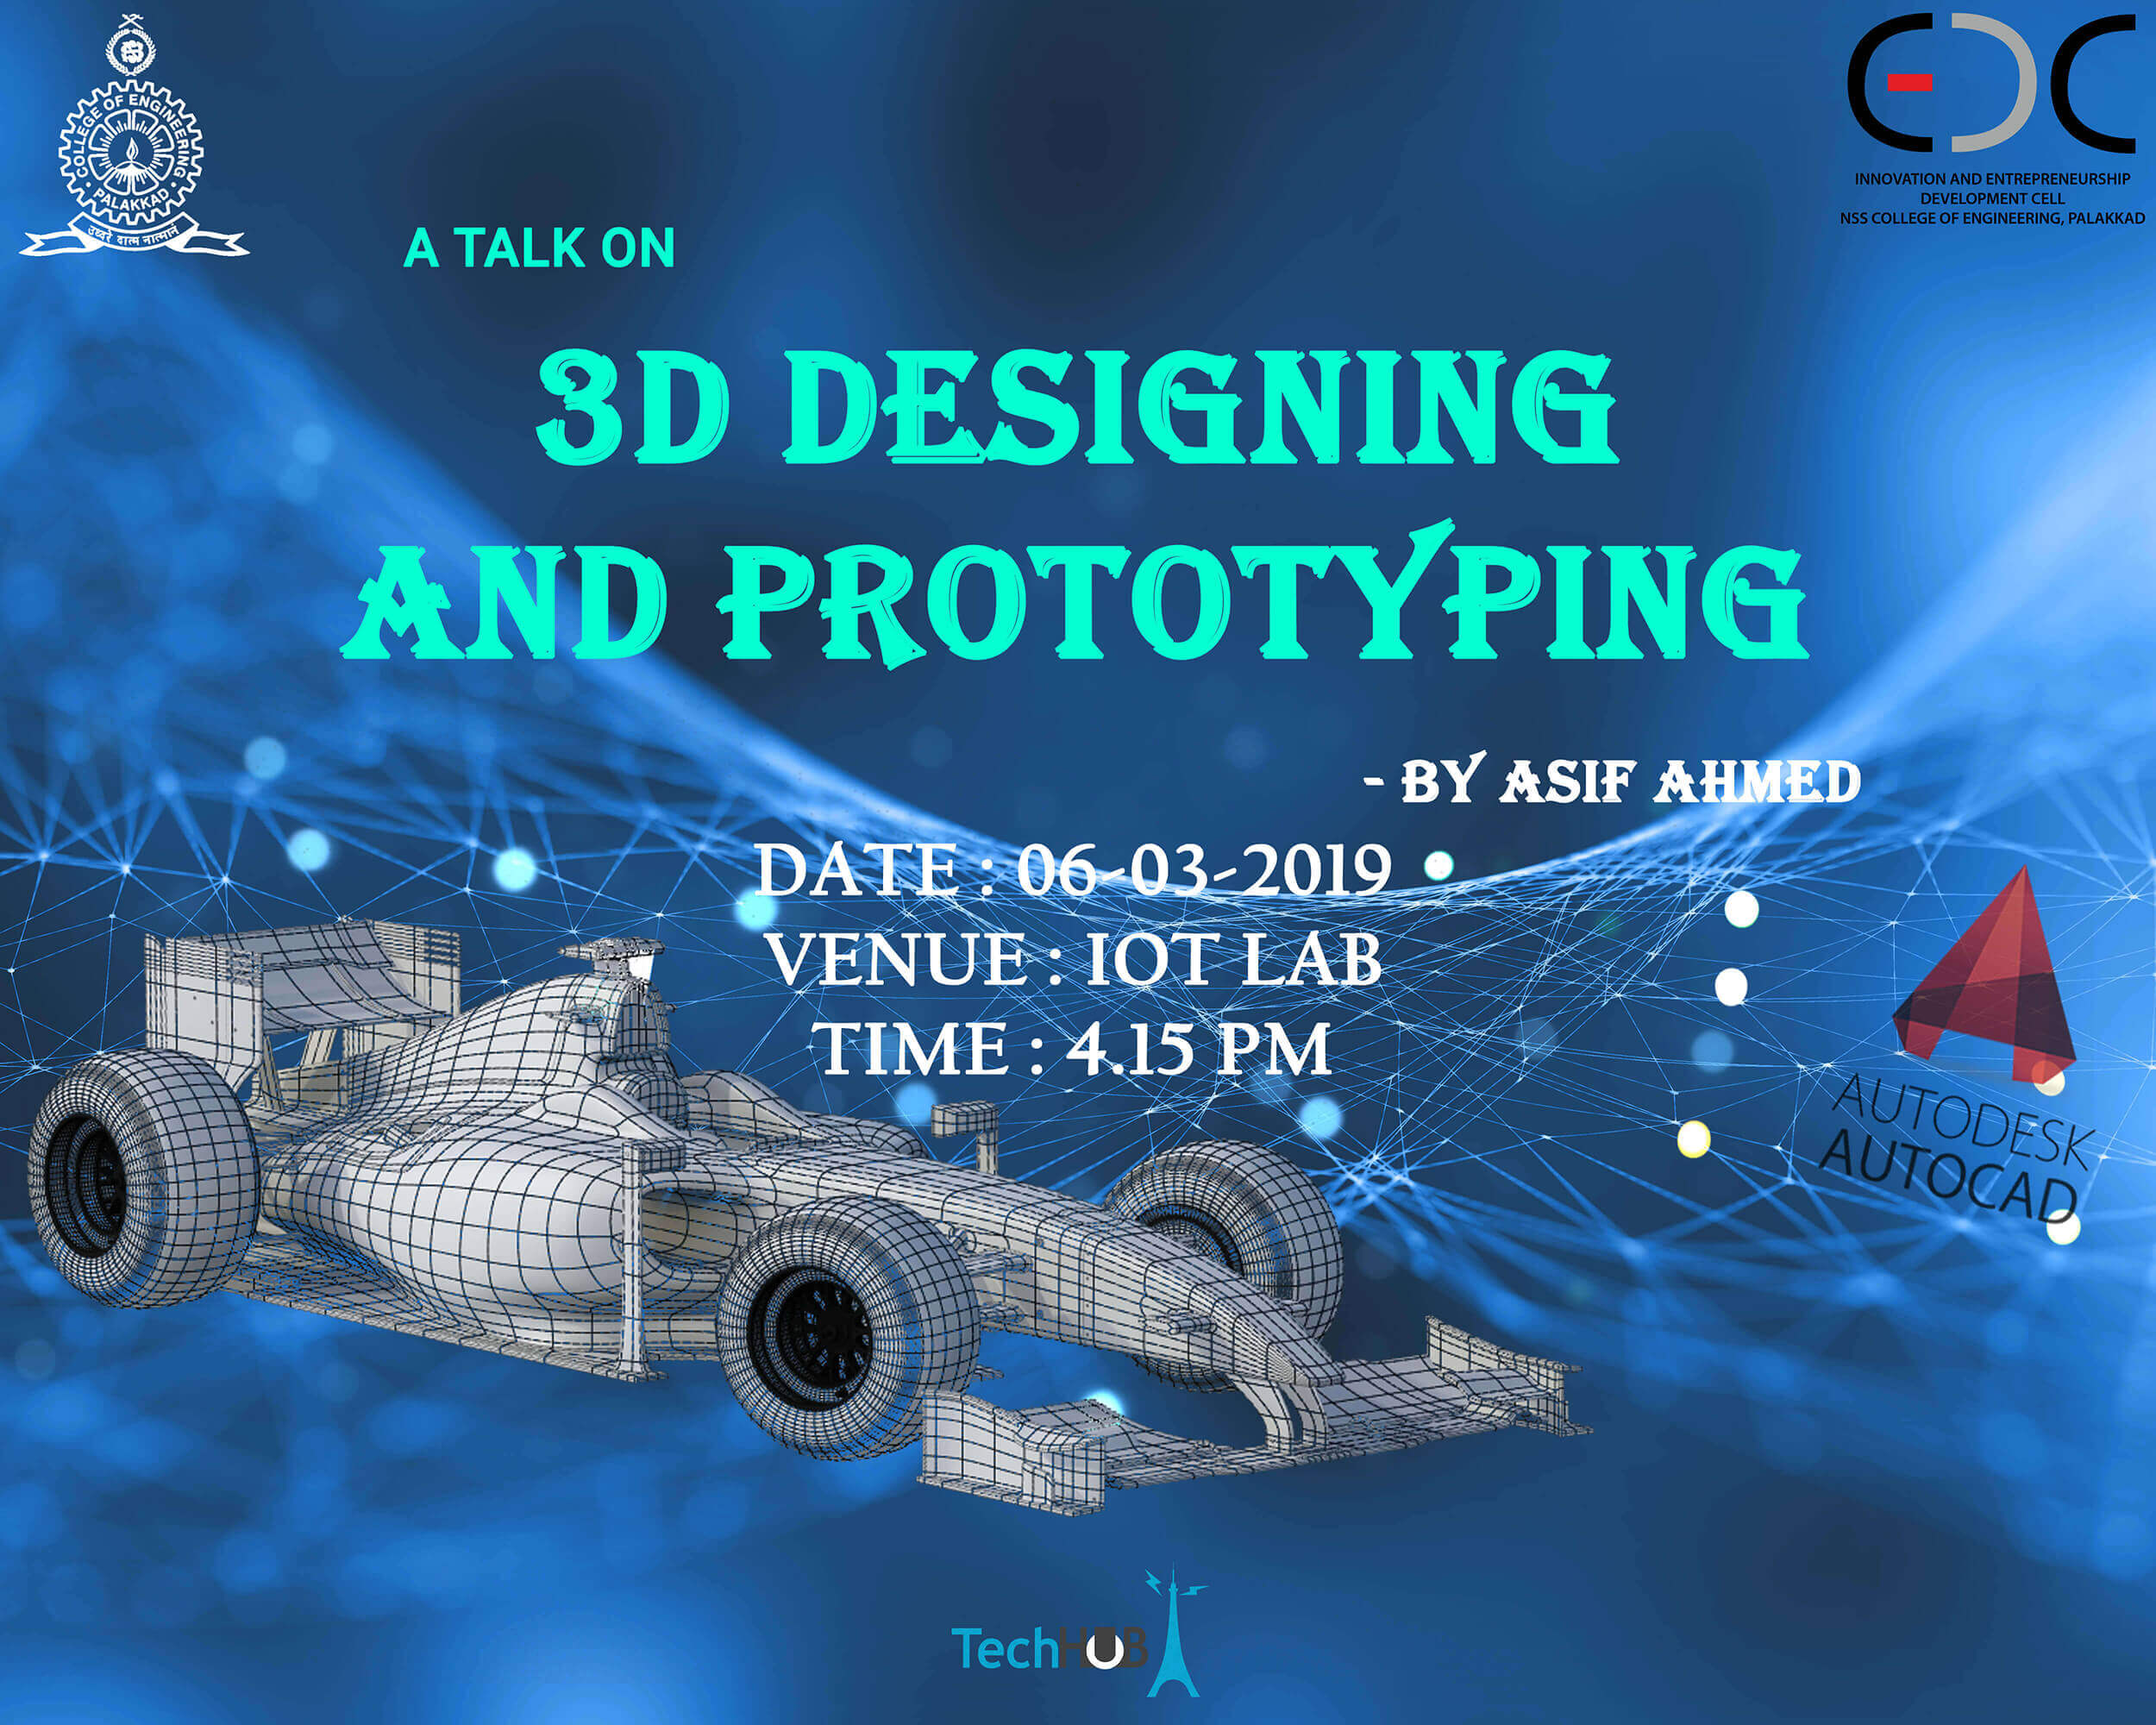 COLLEGE OF ENGINEERING
PALAKKAD
EDC
INNOVATION AND ENTREPRENEURSHIP
DEVELOPMENT CELL
NSS COLLEGE OF ENGINEERING, PALAKKAD
A TALK ON
3D DESIGNING
AND PROTOTYPING
- BY ASIF AHMED
DATE : 06-03-2019
VENUE : IOT LAB
TIME : 4.15 PM
AUTODESK
AUTOCAD
TechHUB